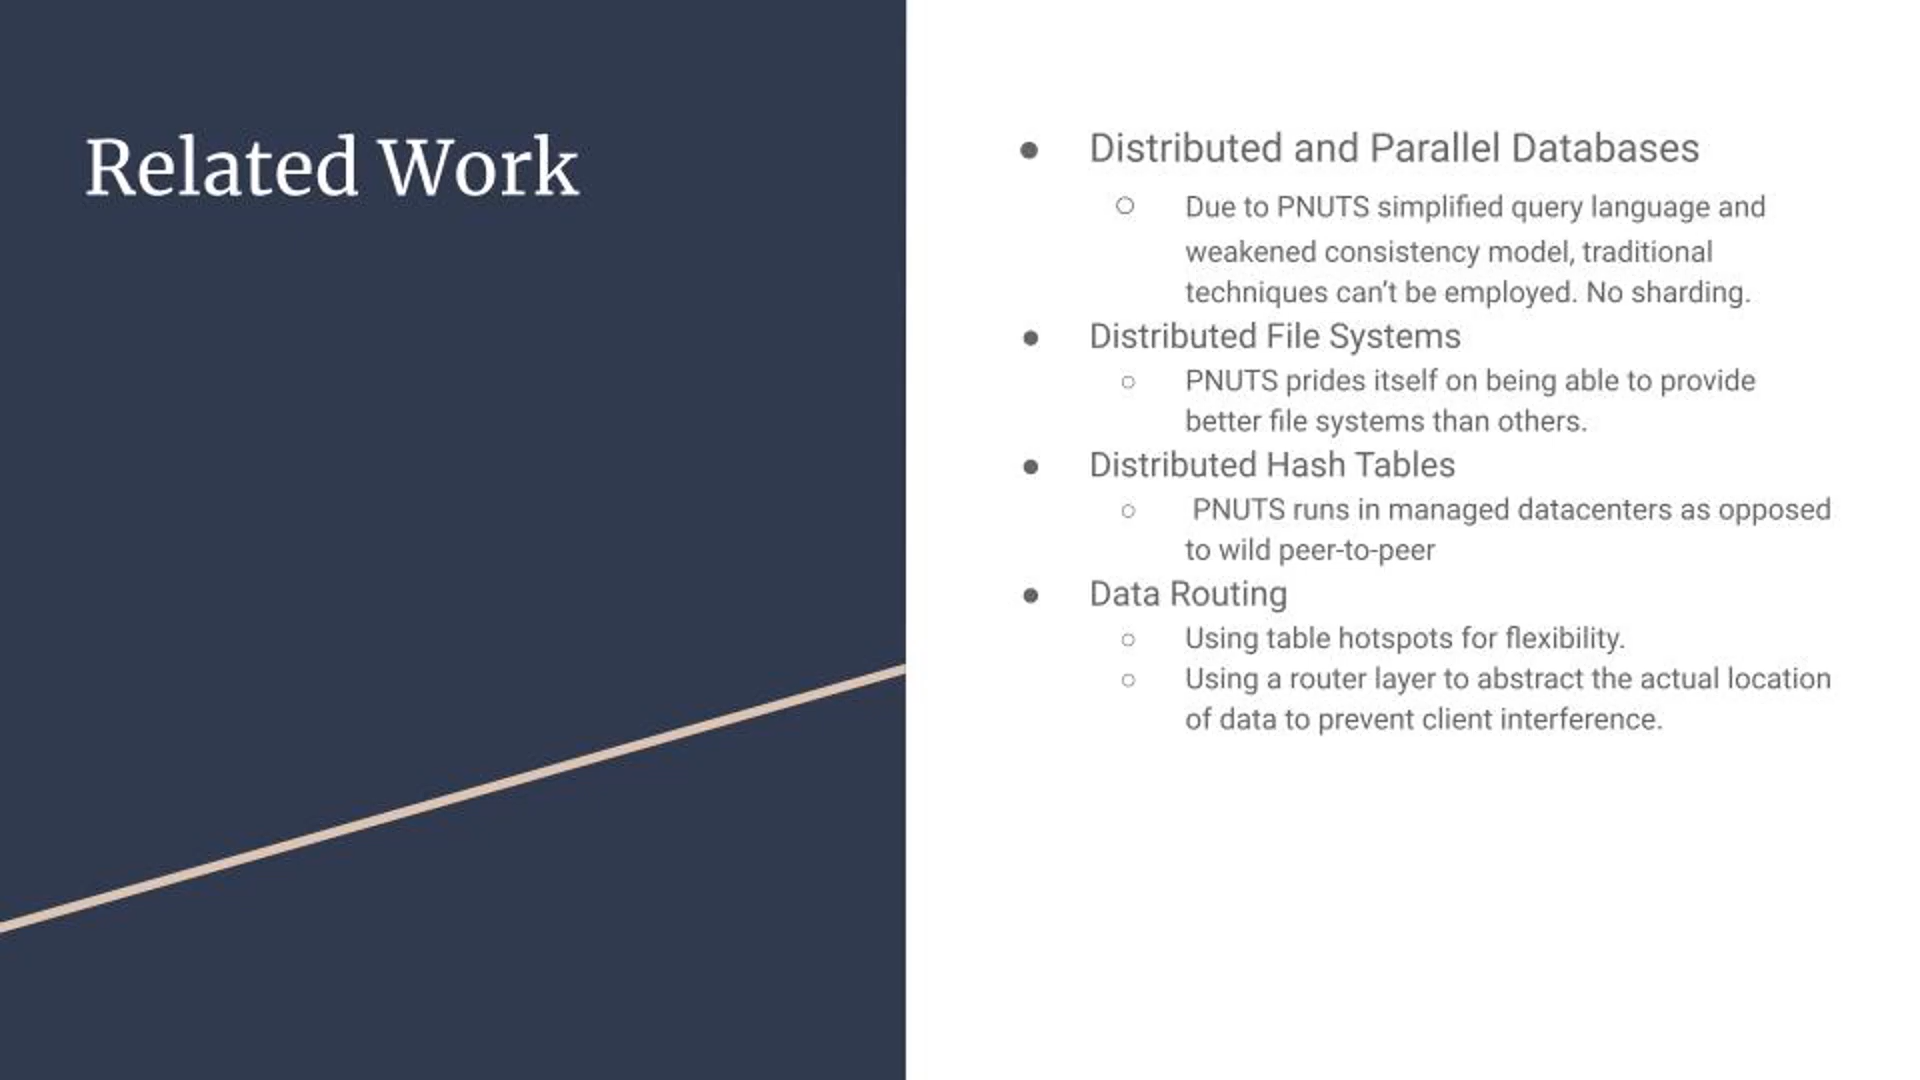 Related Work
● Distributed and Parallel Databases
○ Due to PNUTS simplified query language and
weakened consistency model, traditional
techniques can’t be employed. No sharding.
● Distributed File Systems
○ PNUTS prides itself on being able to provide
better file systems than others.
● Distributed Hash Tables
○ PNUTS runs in managed datacenters as opposed
to wild peer-to-peer
● Data Routing
○ Using table hotspots for flexibility.
○ Using a router layer to abstract the actual location
of data to prevent client interference.